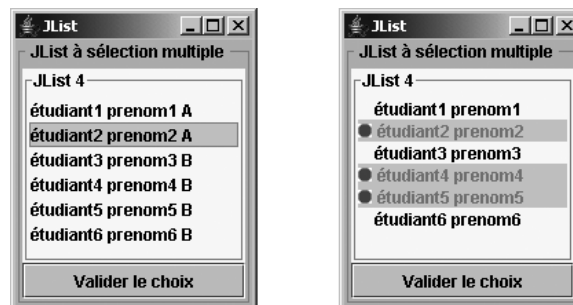 JList
JList à sélection multiple
JList 4
étudiant1 prenom1 A
étudiant2 prenom2 A
étudiant3 prenom3 B
étudiant4 prenom4 B
étudiant5 prenom5 B
étudiant6 prenom6 B
Valider le choix
JList
JList à sélection multiple
JList 4
étudiant1 prenom1
étudiant2 prenom2
étudiant3 prenom3
étudiant4 prenom4
étudiant5 prenom5
étudiant6 prenom6
Valider le choix